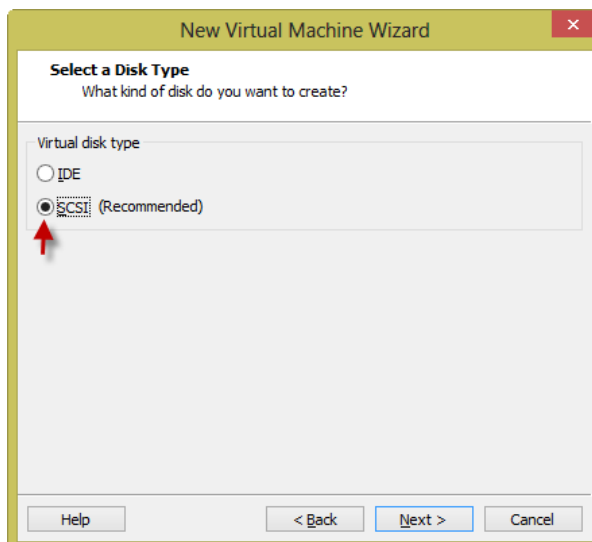 New Virtual Machine Wizard
Select a Disk Type
What kind of disk do you want to create?
Virtual disk type
IDE
SCSI (Recommended)
Help
< Back
Next >
Cancel